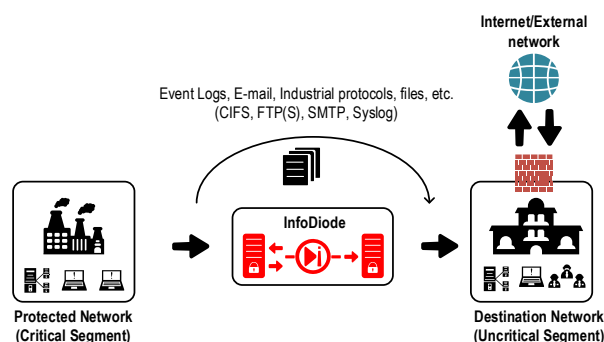 Internet/External
network
Event Logs, E-mail, Industrial protocols, files, etc.
(CIFS, FTP(S), SMTP, Syslog)
InfoDiode
Protected Network
(Critical Segment)
Destination Network
(Uncritical Segment)